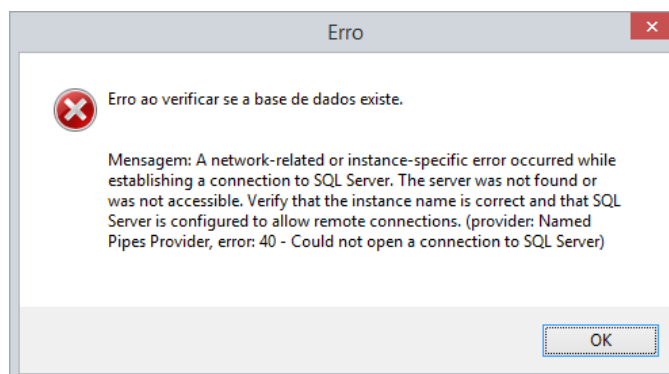 Erro
Erro ao verificar se a base de dados existe.
Mensagem: A network-related or instance-specific error occurred while
establishing a connection to SQL Server. The server was not found or
was not accessible. Verify that the instance name is correct and that SQL
Server is configured to allow remote connections. (provider: Named
Pipes Provider, error: 40 - Could not open a connection to SQL Server)
OK